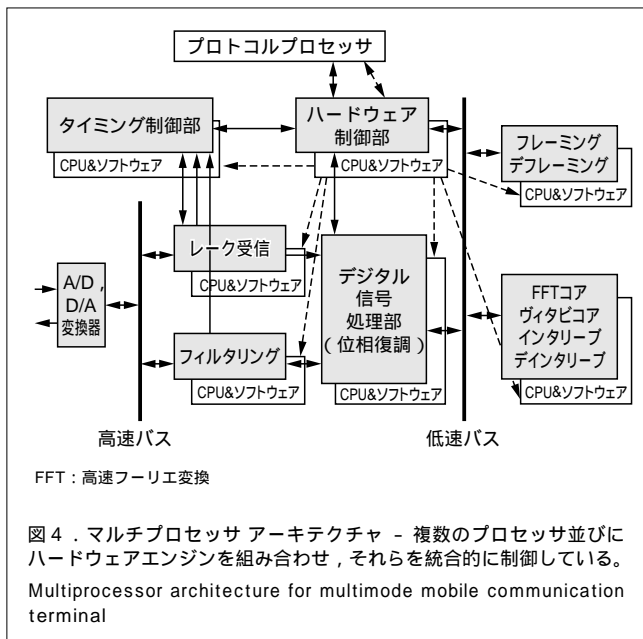 プロトコルプロセッサ
タイミング制御部
CPU&ソフトウェア
ハードウェア
制御部
CPU&ソフトウェア
フレーミング
デフレーミング
CPU&ソフトウェア
レーク受信
CPU&ソフトウェア
A/D ,
D/A
変換器
デジタル
信号
処理部
( 位相復調 )
CPU&ソフトウェア
FFTコア
ヴィタビコア
インタリーブ
デインタリーブ
CPU&ソフトウェア
フィルタリング
CPU&ソフトウェア
高速バス
低速バス
FFT : 高速フーリエ変換
図4 . マルチプロセッサ アーキテクチャ － 複数のプロセッサ並びに
ハードウェアエンジンを組み合わせ , それらを統合的に制御している。
Multiprocessor architecture for multimode mobile communication
terminal